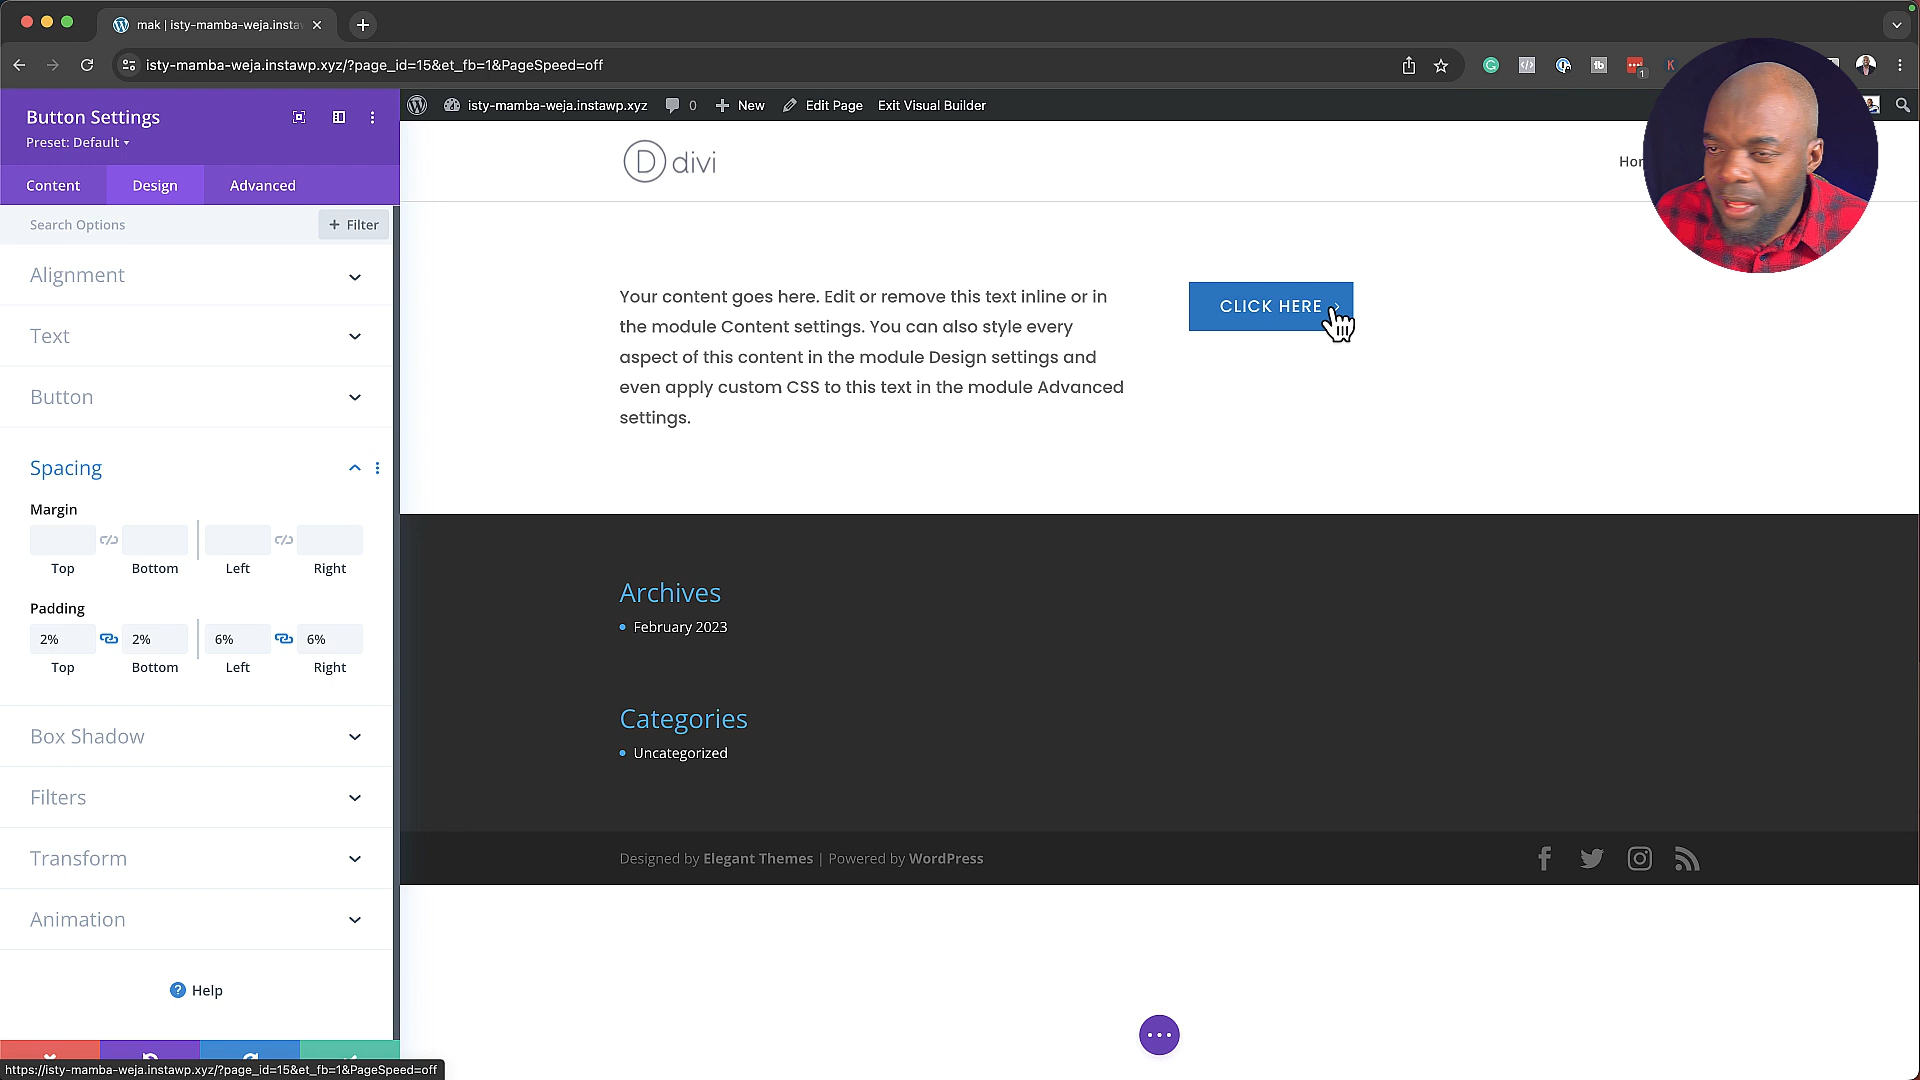 mak | isty-mamba-weja.insta
isty-mamba-weja.instawp.xyz/?page_id=15&et_fb=1&PageSpeed=off
Button Settings
Preset: Default
Content
Design
Advanced
Search Options
+ Filter
Alignment
Text
Button
Spacing
Margin
Top
Bottom
Left
Right
Padding
2%
2%
6%
6%
Top
Bottom
Left
Right
Box Shadow
Filters
Transform
Animation
Help
https://isty-mamba-weja.instawp.xyz/?page_id=15&et_fb=1&PageSpeed=off
isty-mamba-weja.instawp.xyz
0
New
Edit Page
Exit Visual Builder
D divi
Your content goes here. Edit or remove this text inline or in
the module Content settings. You can also style every
aspect of this content in the module Design settings and
even apply custom CSS to this text in the module Advanced
settings.
CLICK HERE
Archives
February 2023
Categories
Uncategorized
Designed by Elegant Themes | Powered by WordPress